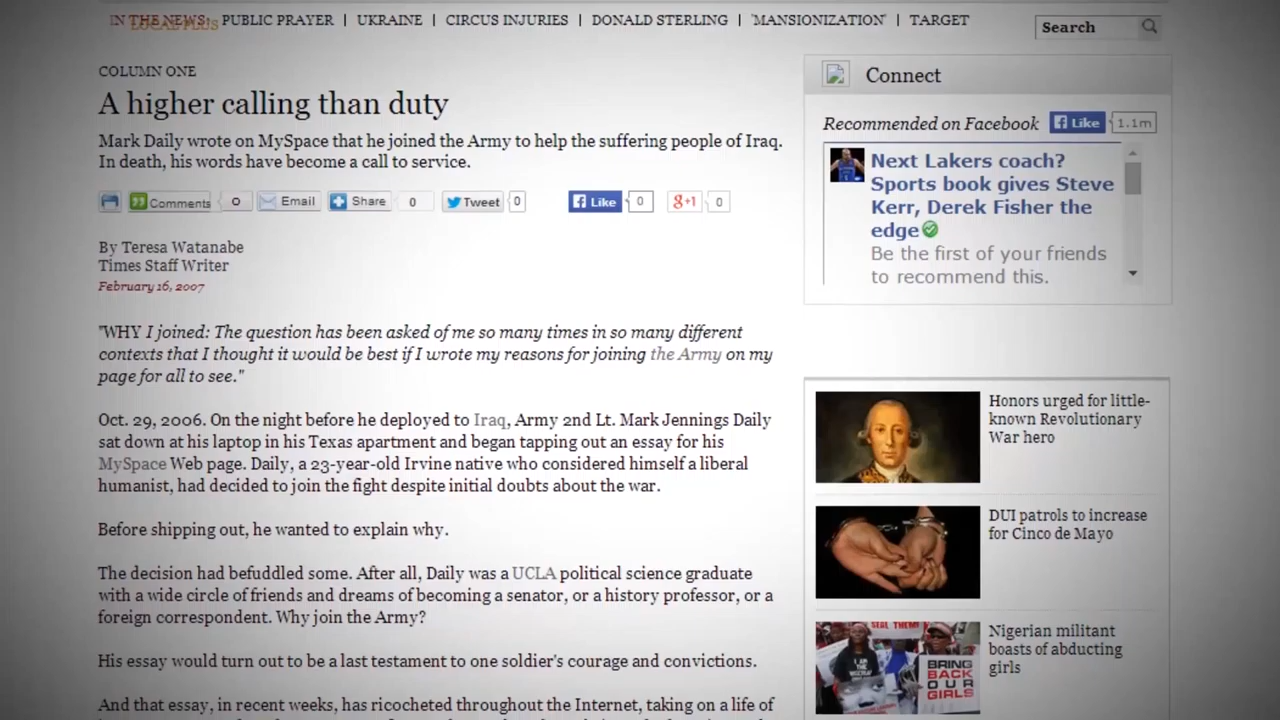 IN THE NEWS:
LOCAL PLUS
PUBLIC PRAYER | UKRAINE | CIRCUS INJURIES | DONALD STERLING | 'MANSIONIZATION' | TARGET
Search
COLUMN ONE
A higher calling than duty
Mark Daily wrote on MySpace that he joined the Army to help the suffering people of Iraq.
In death, his words have become a call to service.
Comments 0 Email Share 0 Tweet 0 Like 0 g+1 0
By Teresa Watanabe
Times Staff Writer
February 16, 2007
"WHY I joined: The question has been asked of me so many times in so many different
contexts that I thought it would be best if I wrote my reasons for joining the Army on my
page for all to see."
Oct. 29, 2006. On the night before he deployed to Iraq, Army 2nd Lt. Mark Jennings Daily
sat down at his laptop in his Texas apartment and began tapping out an essay for his
MySpace Web page. Daily, a 23-year-old Irvine native who considered himself a liberal
humanist, had decided to join the fight despite initial doubts about the war.
Before shipping out, he wanted to explain why.
The decision had befuddled some. After all, Daily was a UCLA political science graduate
with a wide circle of friends and dreams of becoming a senator, or a history professor, or a
foreign correspondent. Why join the Army?
His essay would turn out to be a last testament to one soldier's courage and convictions.
And that essay, in recent weeks, has ricocheted throughout the Internet, taking on a life of
Connect
Recommended on Facebook Like 1.1m
Next Lakers coach?
Sports book gives Steve
Kerr, Derek Fisher the
edge
Be the first of your friends
to recommend this.
Honors urged for little-
known Revolutionary
War hero
DUI patrols to increase
for Cinco de Mayo
Nigerian militant
boasts of abducting
girls
BRING
BACK
OUR
GIRLS